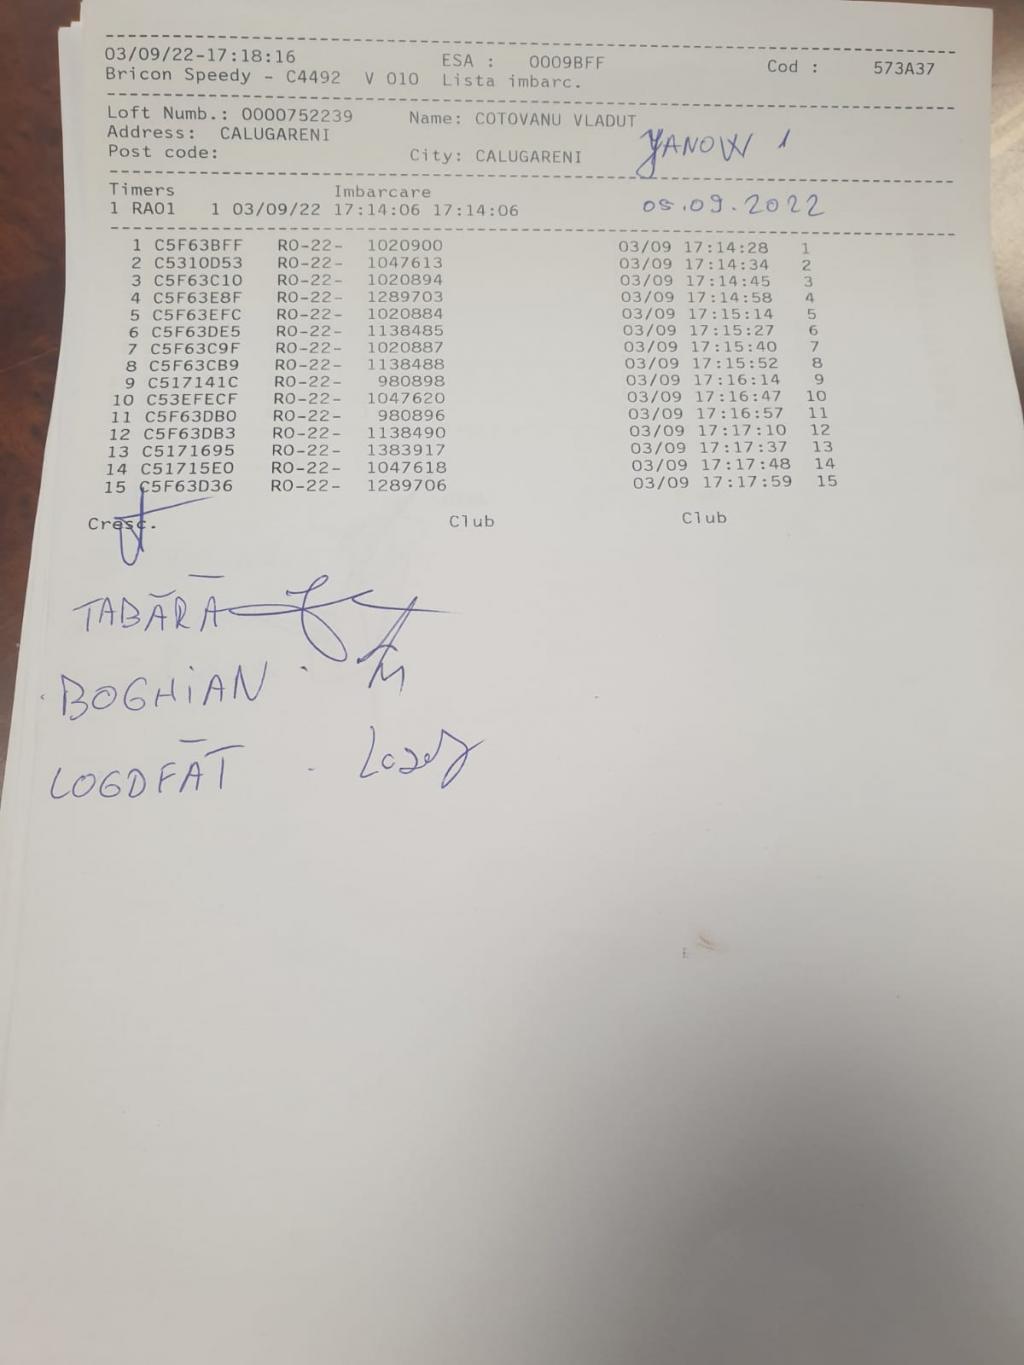 03/09/22-17:18:16 ESA : 0009BFF Cod : 573A37
Bricon Speedy - C4492 V 010 Lista imbarc.
Loft Numb.: 0000752239 Name: COTOVANU VLADUT
Address: CALUGARENI
YANOW 1
Post code: City: CALUGARENI
Timers Imbarcare
1 RA01 1 03/09/22 17:14:06 17:14:06 05.09.2022
1 C5F63BFF RO-22- 1020900 03/09 17:14:28 1
2 C5310D53 RO-22- 1047613 03/09 17:14:34 2
3 C5F63C10 RO-22- 1020894 03/09 17:14:45 3
4 C5F63E8F RO-22- 1289703 03/09 17:14:58 4
5 C5F63EFC RO-22- 1020884 03/09 17:15:14 5
6 C5F63DE5 RO-22- 1138485 03/09 17:15:27 6
7 C5F63C9F RO-22- 1020887 03/09 17:15:40 7
8 C5F63CB9 RO-22- 1138488 03/09 17:15:52 8
9 C517141C RO-22- 980898 03/09 17:16:14 9
10 C53EFECF RO-22- 1047620 03/09 17:16:47 10
11 C5F63DB0 RO-22- 980896 03/09 17:16:57 11
12 C5F63DB3 RO-22- 1138490 03/09 17:17:10 12
13 C5171695 RO-22- 1383917 03/09 17:17:37 13
14 C51715E0 RO-22- 1047618 03/09 17:17:48 14
15 C5F63D36 RO-22- 1289706 03/09 17:17:59 15
Cresc. Club Club
TABĂRĂ
BOGHIAN
LOGOFĂT